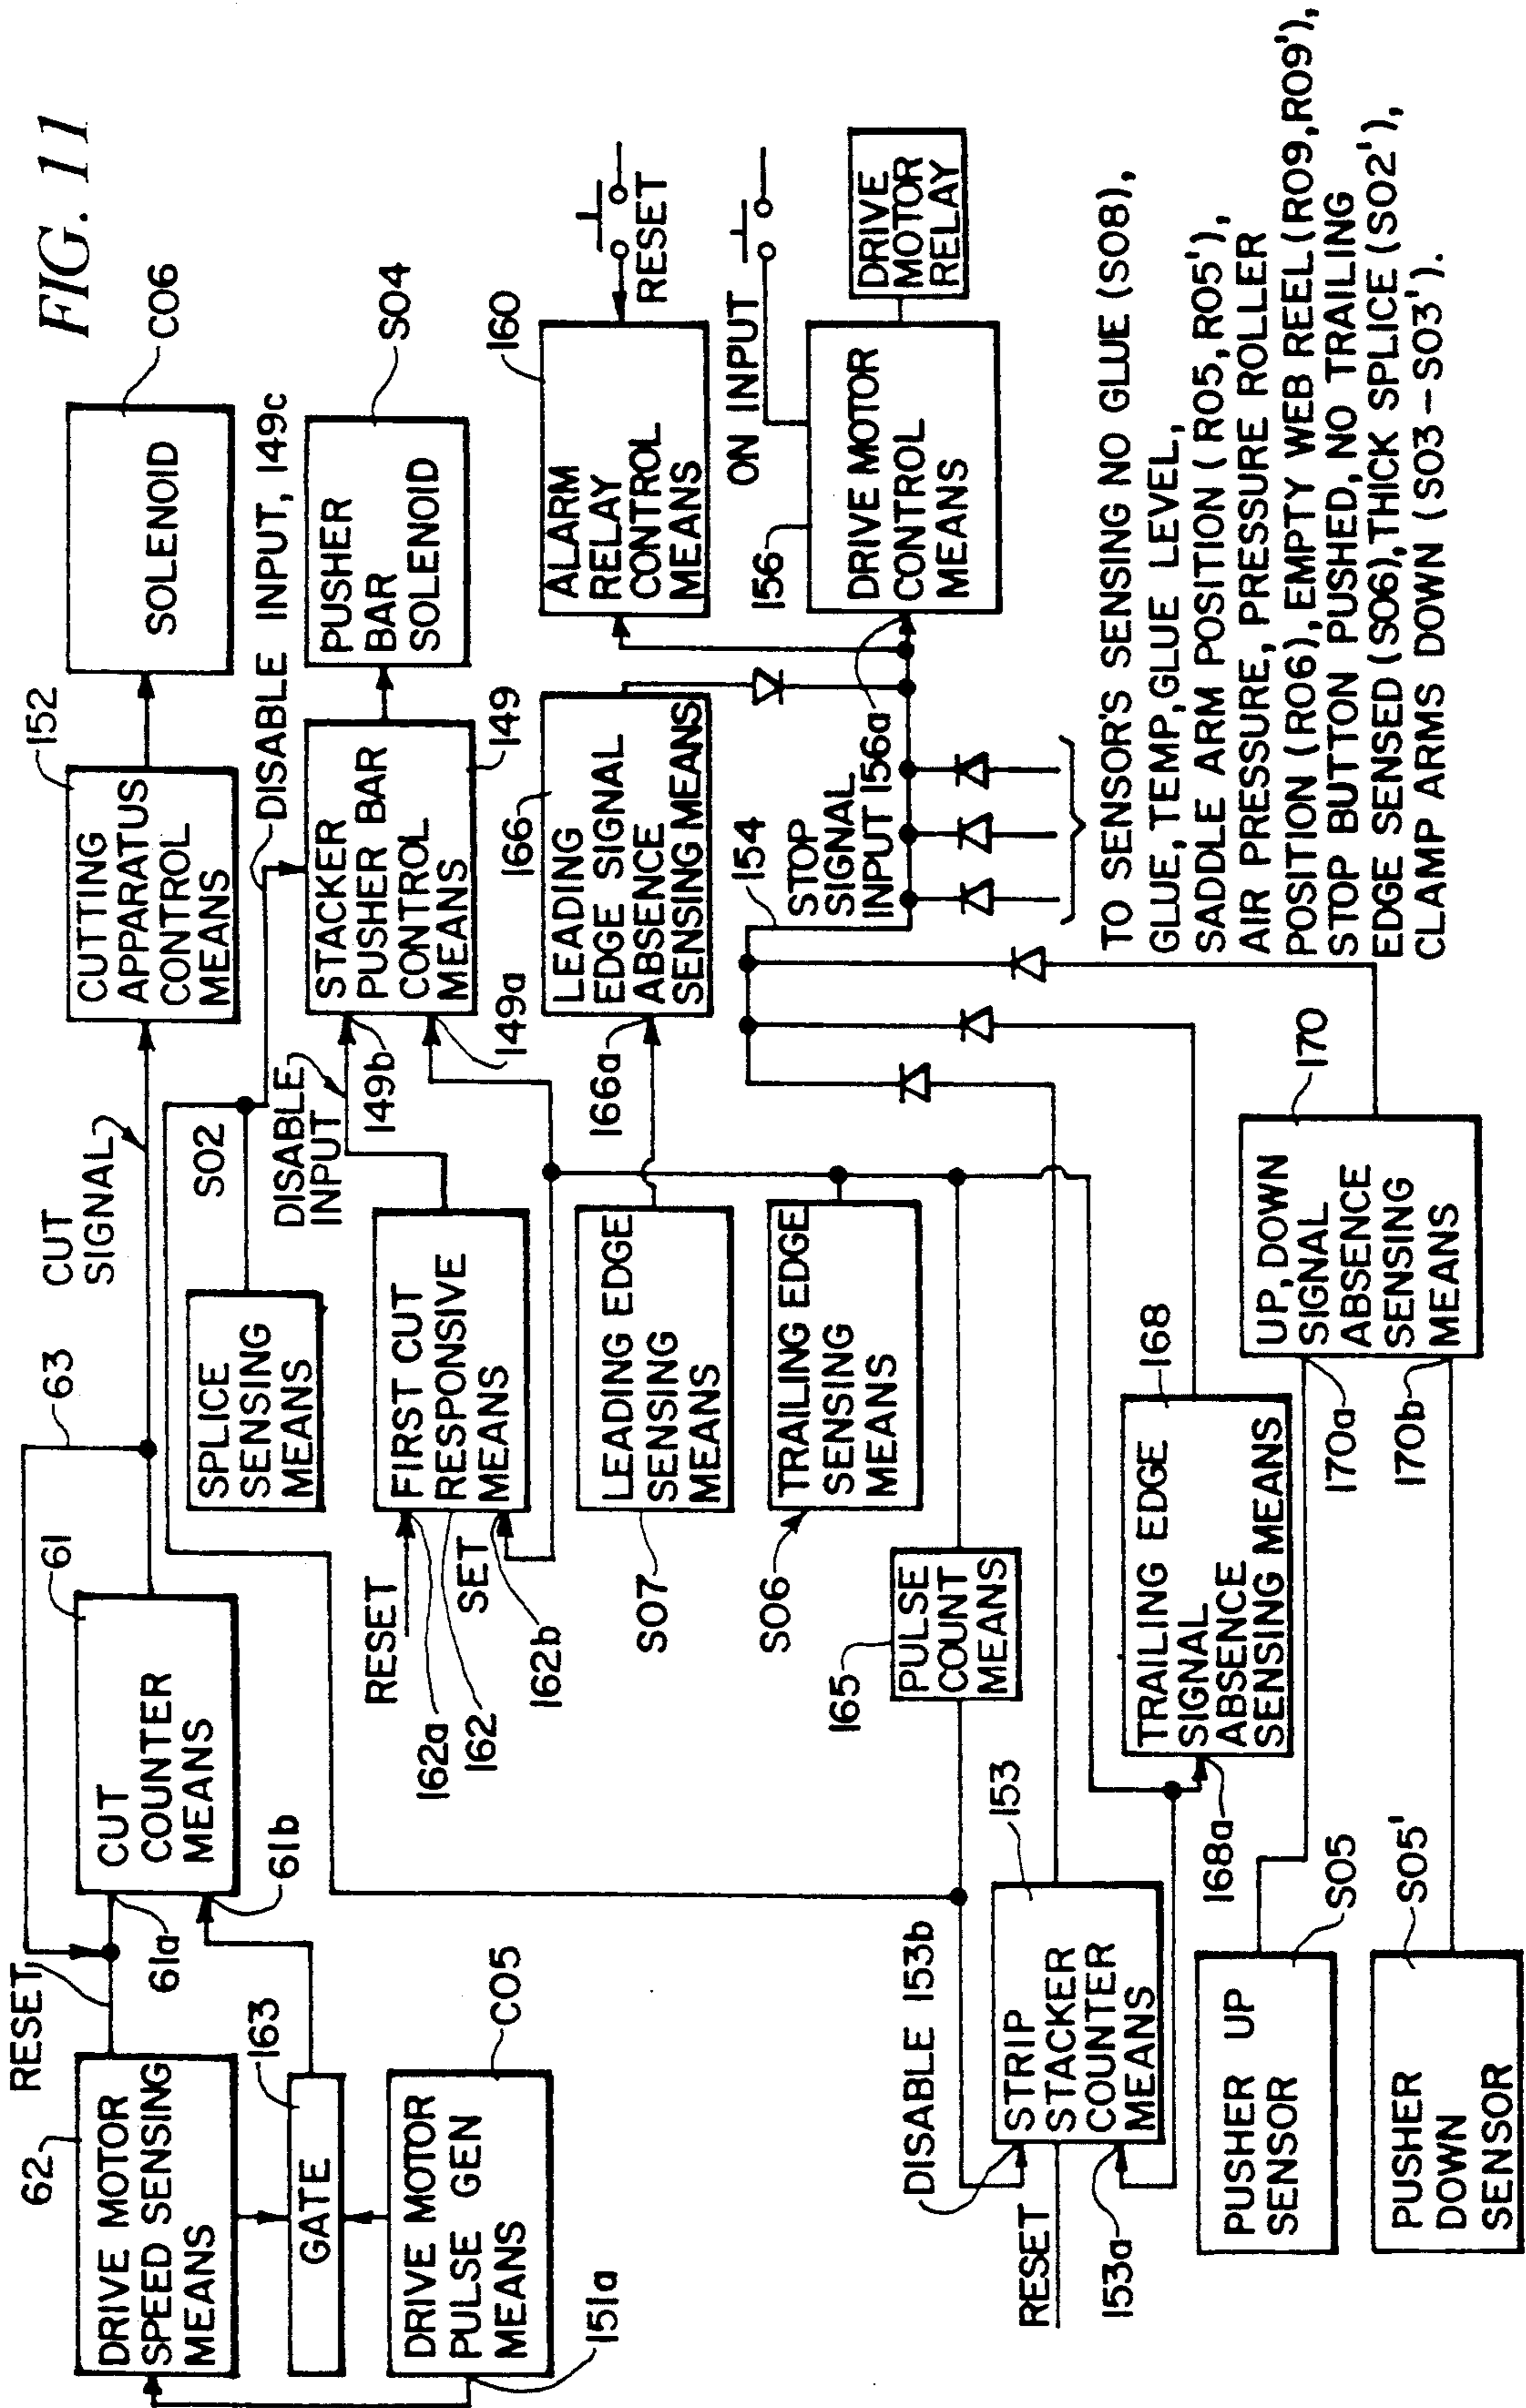 FIG. 11
RESET
62
DRIVE MOTOR
SPEED SENSING
MEANS
163
GATE
DRIVE MOTOR
PULSE GEN
MEANS
C05
151a
61
CUT
COUNTER
MEANS
61a
61b
63
CUT
SIGNAL
152
CUTTING
APPARATUS
CONTROL
MEANS
SOLENOID
C06
SPLICE
SENSING
MEANS
S02
DISABLE INPUT, 149c
DISABLE
INPUT
149b
STACKER
PUSHER BAR
CONTROL
MEANS
149
149a
PUSHER
BAR
SOLENOID
S04
RESET
162a
162
SET
162b
FIRST CUT
RESPONSIVE
MEANS
LEADING EDGE
SENSING
MEANS
S07
166a
166
LEADING
EDGE SIGNAL
ABSENCE
SENSING MEANS
160
ALARM
RELAY
CONTROL
MEANS
RESET
ON INPUT
156
DRIVE MOTOR
CONTROL
MEANS
DRIVE
MOTOR
RELAY
S06
TRAILING EDGE
SENSING
MEANS
154
STOP
SIGNAL
INPUT 156a
165
PULSE
COUNT
MEANS
DISABLE 153b
153
STRIP
STACKER
COUNTER
MEANS
RESET
153a
168
TRAILING EDGE
SIGNAL
ABSENCE
SENSING MEANS
168a
170
UP, DOWN
SIGNAL
ABSENCE
SENSING
MEANS
170a
170b
PUSHER UP
SENSOR
S05
PUSHER
DOWN
SENSOR
S05'
TO SENSOR'S SENSING NO GLUE (S08),
GLUE, TEMP, GLUE LEVEL,
SADDLE ARM POSITION (R05, R05'),
AIR PRESSURE, PRESSURE ROLLER
POSITION (R06), EMPTY WEB REEL (R09, R09'),
STOP BUTTON PUSHED, NO TRAILING
EDGE SENSED (S06), THICK SPLICE (S02'),
CLAMP ARMS DOWN (S03-S03').